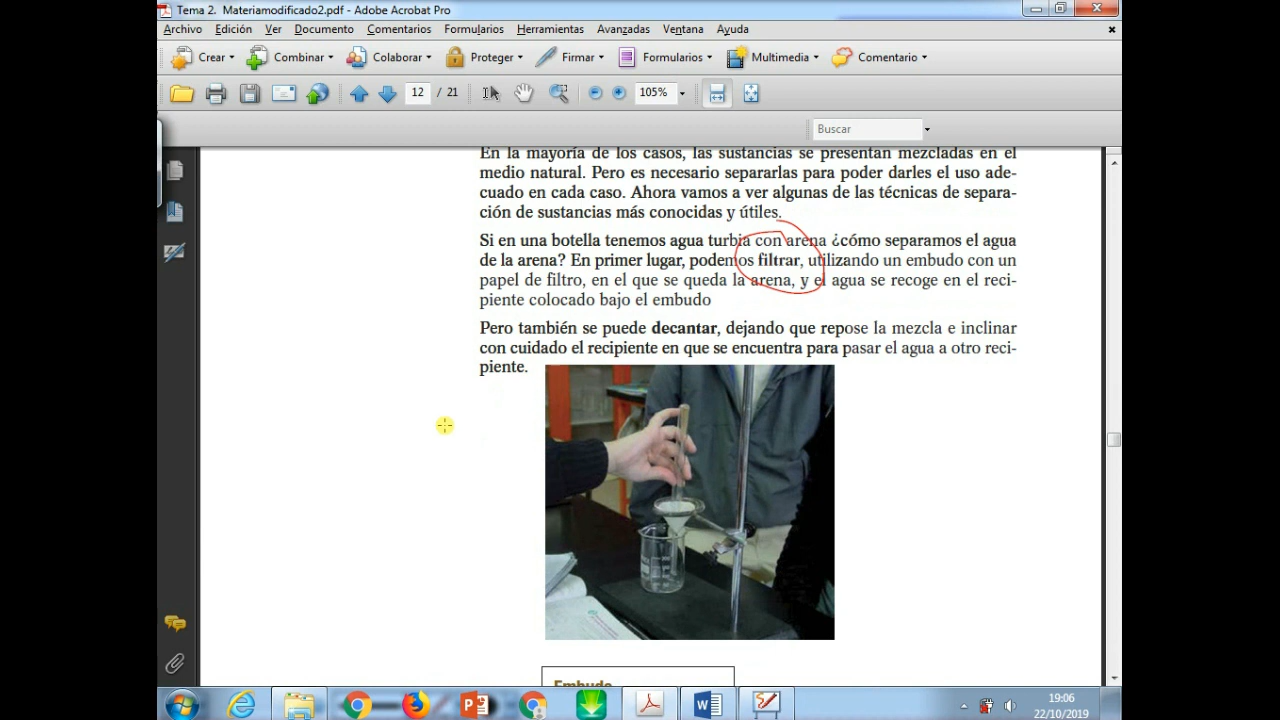 Tema 2. Materiamodificado2.pdf - Adobe Acrobat Pro
Archivo Edición Ver Documento Comentarios Formularios Herramientas Avanzadas Ventana Ayuda
Crear Combinar Colaborar Proteger Firmar Formularios Multimedia Comentario
12 / 21 105%
Buscar
En la mayoría de los casos, las sustancias se presentan mezcladas en el
medio natural. Pero es necesario separarlas para poder darles el uso ade-
cuado en cada caso. Ahora vamos a ver algunas de las técnicas de separa-
ción de sustancias más conocidas y útiles.
Si en una botella tenemos agua turbia con arena ¿cómo separamos el agua
de la arena? En primer lugar, podemos filtrar, utilizando un embudo con un
papel de filtro, en el que se queda la arena, y el agua se recoge en el reci-
piente colocado bajo el embudo
Pero también se puede decantar, dejando que repose la mezcla e inclinar
con cuidado el recipiente en que se encuentra para pasar el agua a otro reci-
piente.
Embudo
19:06
22/10/2019